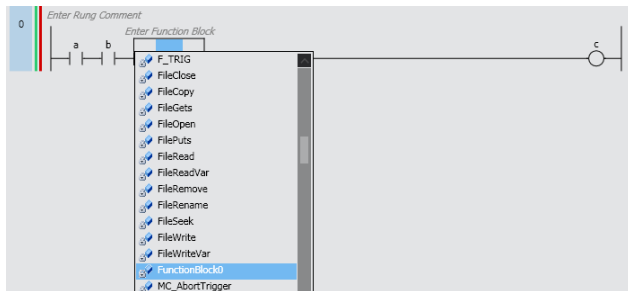 0
Enter Rung Comment
Enter Function Block
a b c
F_TRIG
FileClose
FileCopy
FileGets
FileOpen
FilePuts
FileRead
FileReadVar
FileRemove
FileRename
FileSeek
FileWrite
FileWriteVar
FunctionBlock0
MC_AbortTrigger